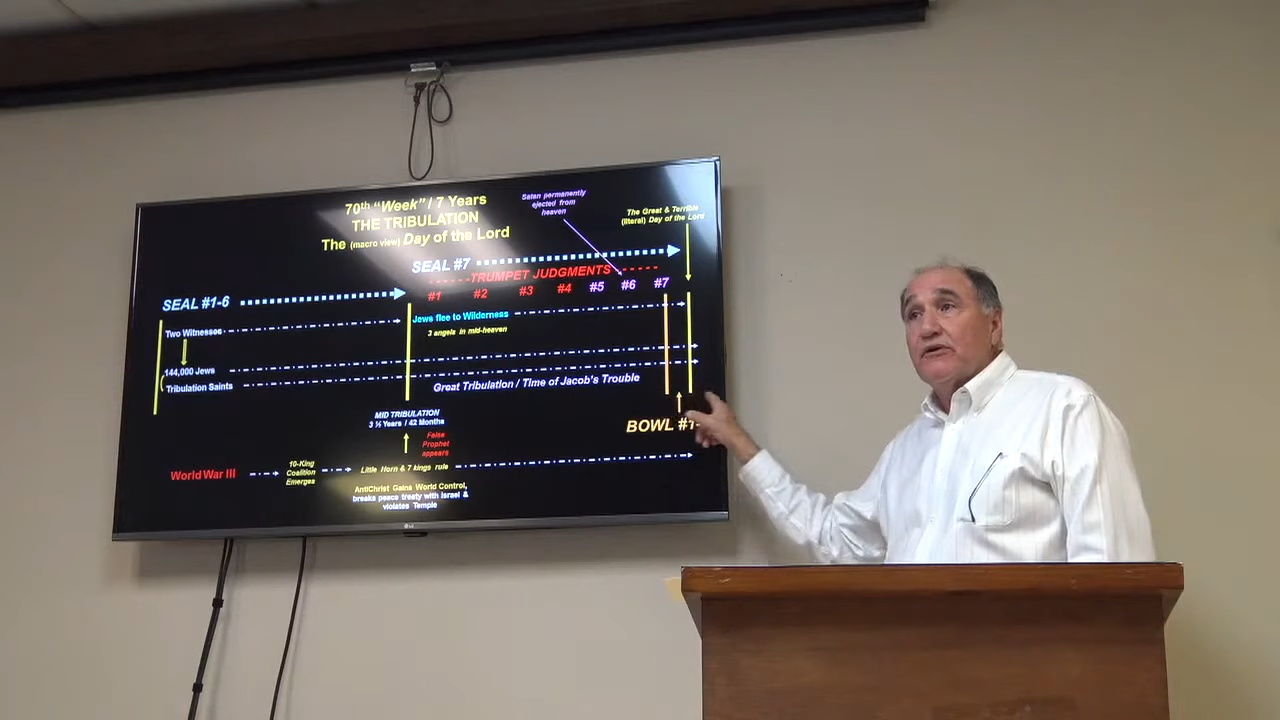 70th "Week" / 7 Years
THE TRIBULATION
The (macro view) Day of the Lord
Satan permanently
ejected from
heaven
The Great & Terrible
(literal) Day of the Lord
SEAL #7
TRUMPET JUDGMENTS
#1 #2 #3 #4 #5 #6 #7
SEAL #1-6
Two Witnesses
Jews flee to Wilderness
3 angels in mid-heaven
144,000 Jews
Tribulation Saints
Great Tribulation / Time of Jacob's Trouble
MID TRIBULATION
3 ½ Years / 42 Months
BOWL #1-
False
Prophet
appears
World War III
10-King
Coalition
Emerges
Little Horn & 7 kings rule
AntiChrist Gains World Control,
breaks peace treaty with Israel &
violates Temple
LG